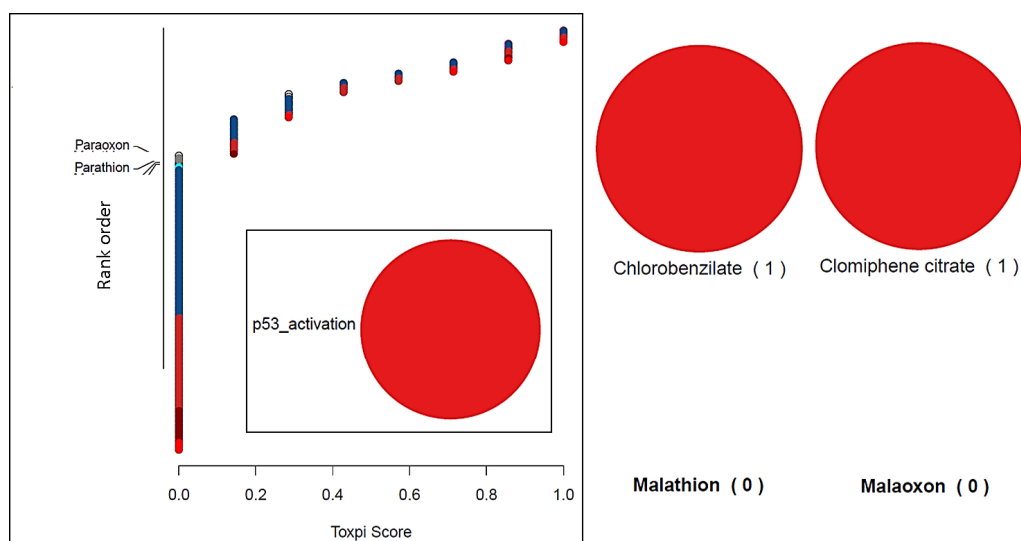 Paraoxon
Parathion
Rank order
p53_activation
0.0 0.2 0.4 0.6 0.8 1.0
Toxpi Score
Chlorobenzilate ( 1 )
Clomiphene citrate ( 1 )
Malathion ( 0 )
Malaoxon ( 0 )